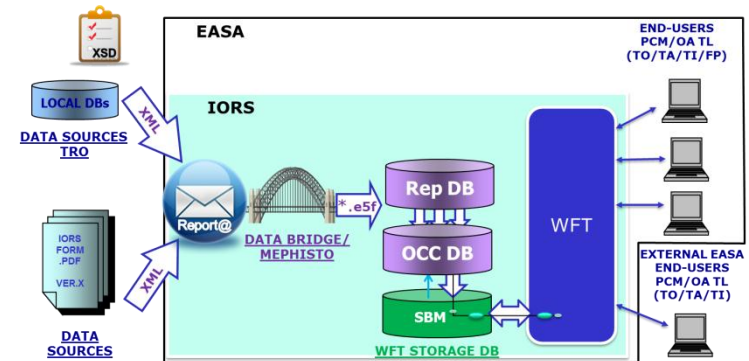 XSD
LOCAL DBs
DATA SOURCES
TRO
XML
EASA
IORS
Report@
DATA BRIDGE/
MEPHISTO
*.e5f
Rep DB
OCC DB
SBM
WFT STORAGE DB
WFT
END-USERS
PCM/OA TL
(TO/TA/TI/FP)
EXTERNAL EASA
END-USERS
PCM/OA TL
(TO/TA/TI)
IORS
FORM
.PDF
VER.X
XML
DATA
SOURCES